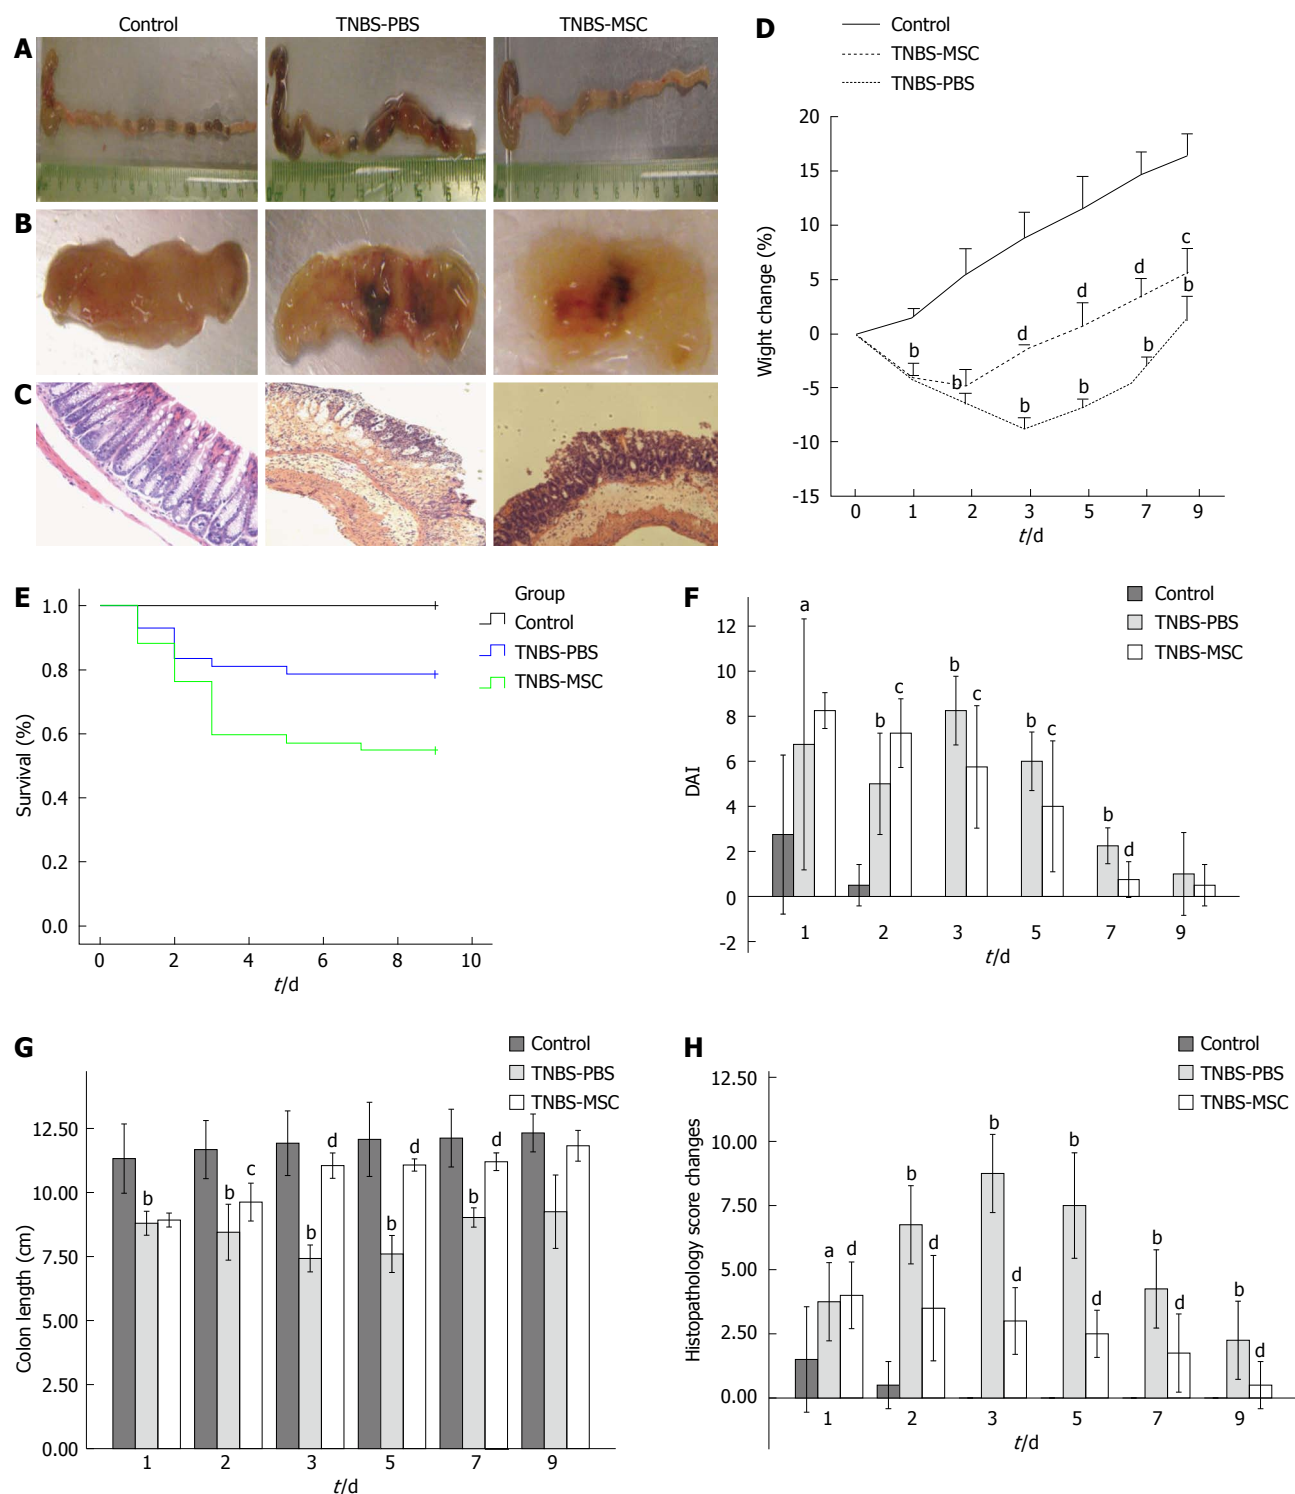 Control TNBS-PBS TNBS-MSC
A
B
C
D
Control
TNBS-MSC
TNBS-PBS
20
15
10
5
0
-5
-10
-15
Wight change (%)
b b b b b b
d d d c
0 1 2 3 5 7 9
t/d
E
Group
Control
TNBS-PBS
TNBS-MSC
1.0
0.8
0.6
0.4
0.2
0.0
Survival (%)
0 2 4 6 8 10
t/d
F
Control
TNBS-PBS
TNBS-MSC
12
10
8
6
4
2
0
-2
DAI
a b c b c b c b d
1 2 3 5 7 9
t/d
G
Control
TNBS-PBS
TNBS-MSC
12.50
10.00
7.50
5.00
2.50
0.00
Colon length (cm)
b b c b d b d b d
1 2 3 5 7 9
t/d
H
Control
TNBS-PBS
TNBS-MSC
12.50
10.00
7.50
5.00
2.50
0.00
Histopathology score changes
a d b d b d b d b d b d
1 2 3 5 7 9
t/d